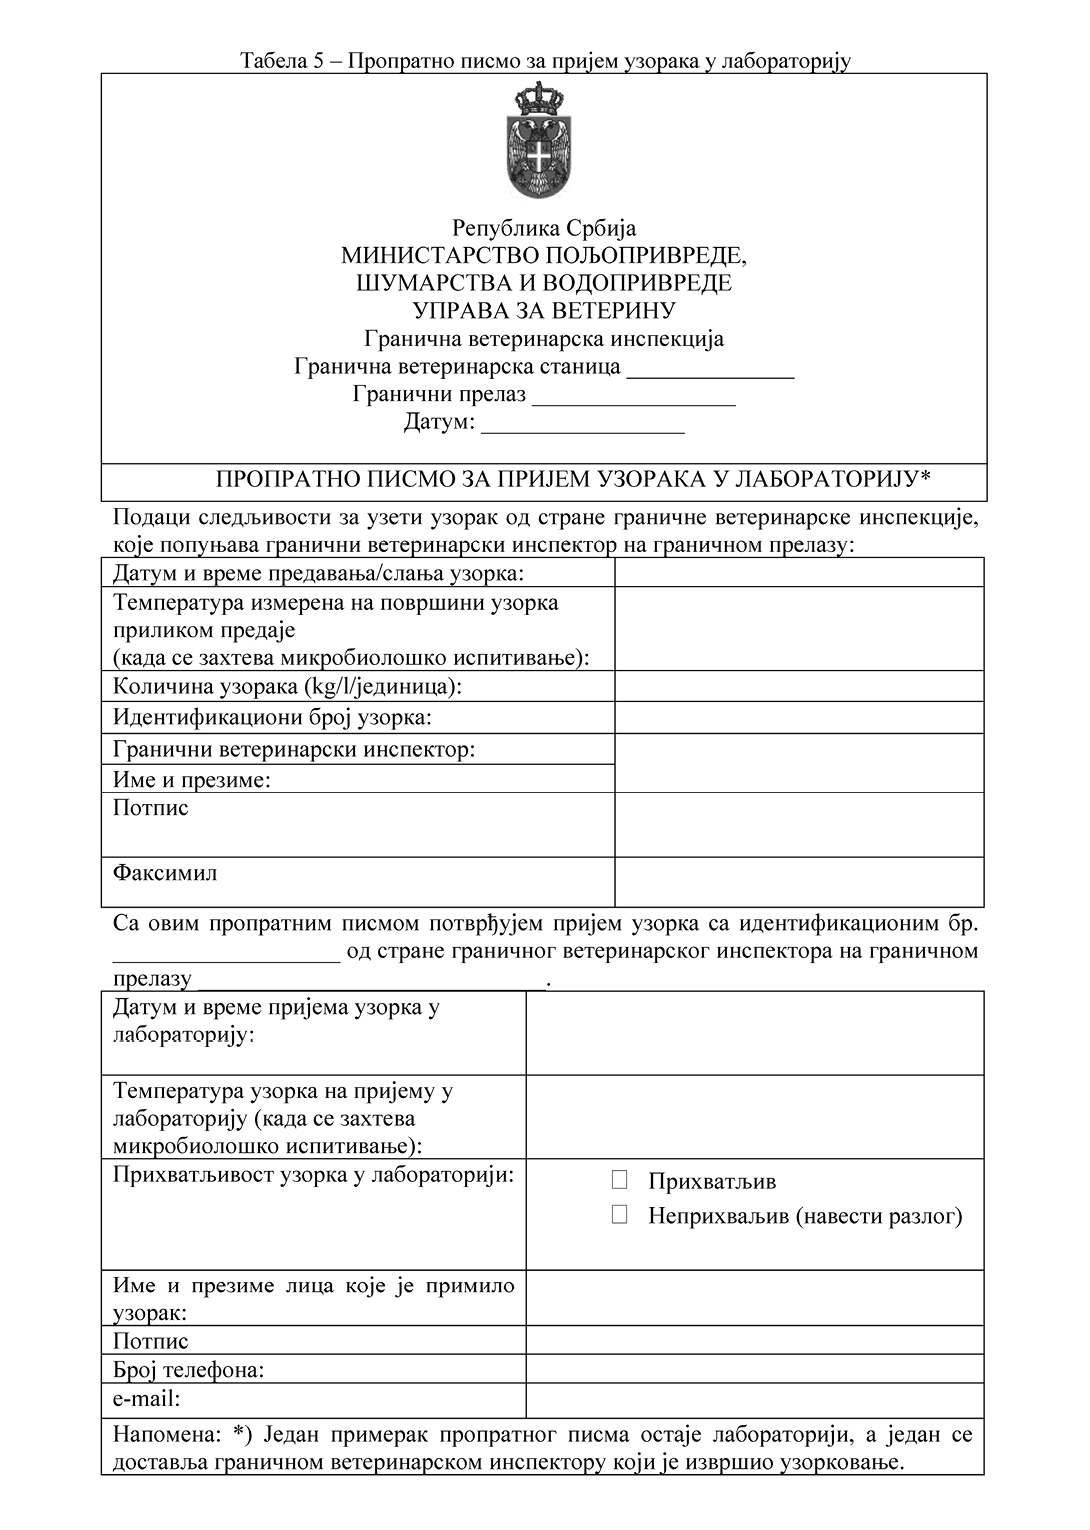 Табела 5 – Пропратно писмо за пријем узорака у лабораторију
Република Србија
МИНИСТАРСТВО ПОЉОПРИВРЕДЕ,
ШУМАРСТВА И ВОДОПРИВРЕДЕ
УПРАВА ЗА ВЕТЕРИНУ
Гранична ветеринарска инспекција
Гранична ветеринарска станица ______________
Гранични прелаз _________________
Датум: _________________
ПРОПРАТНО ПИСМО ЗА ПРИЈЕМ УЗОРАКА У ЛАБОРАТОРИЈУ*
Подаци следљивости за узети узорак од стране граничне ветеринарске инспекције,
које попуњава гранични ветеринарски инспектор на граничном прелазу:
Датум и време предавања/слања узорка:
Температура измерена на површини узорка
приликом предаје
(када се захтева микробиолошко испитивање):
Количина узорака (kg/l/јединица):
Идентификациони број узорка:
Гранични ветеринарски инспектор:
Име и презиме:
Потпис
Факсимил
Са овим пропратним писмом потврђујем пријем узорка са идентификационим бр.
___________________ од стране граничног ветеринарског инспектора на граничном
прелазу _____________________________.
Датум и време пријема узорка у
лабораторију:
Температура узорка на пријему у
лабораторију (када се захтева
микробиолошко испитивање):
Прихватљивост узорка у лабораторији:
☐ Прихватљив
☐ Неприхваљив (навести разлог)
Име и презиме лица које је примило
узорак:
Потпис
Број телефона:
e-mail:
Напомена: *) Један примерак пропратног писма остаје лабораторији, а један се
доставља граничном ветеринарском инспектору који је извршио узорковање.